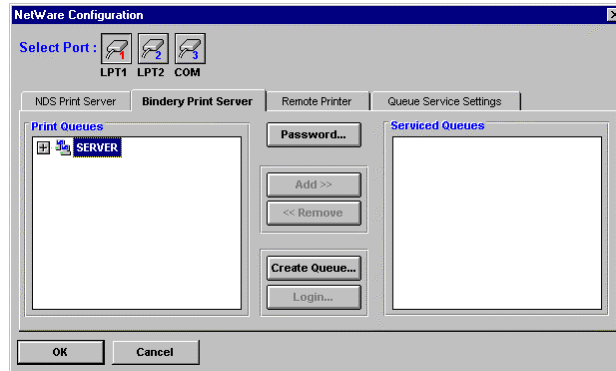 NetWare Configuration
Select Port :
1 2 3
LPT1 LPT2 COM
NDS Print Server Bindery Print Server Remote Printer Queue Service Settings
Print Queues
SERVER
Password...
Add >>
<< Remove
Create Queue...
Login...
Serviced Queues
OK Cancel